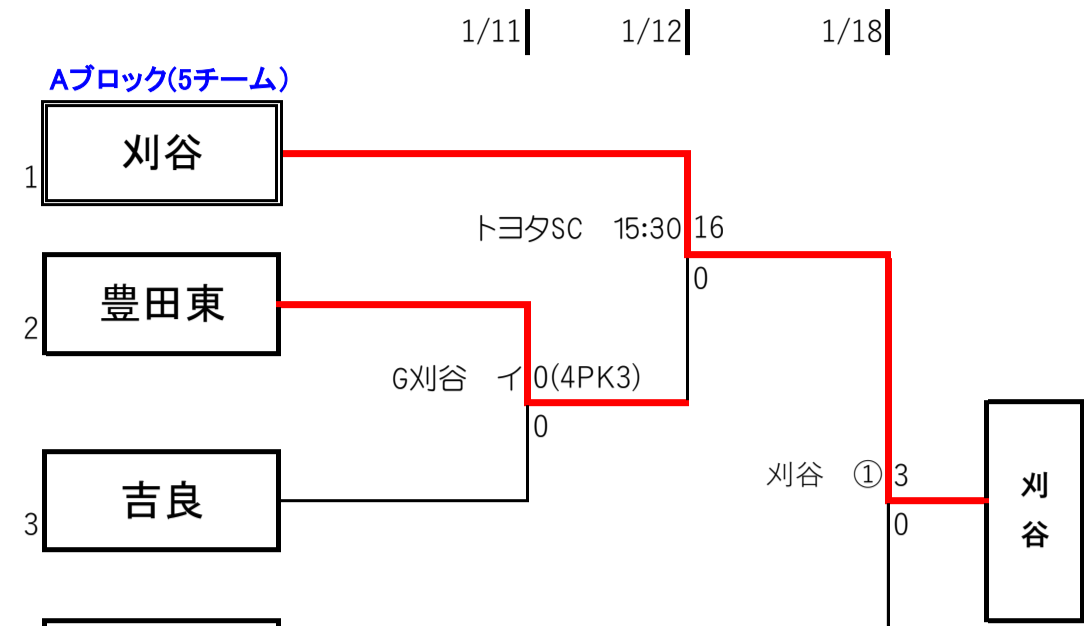 1/11 1/12 1/18
Aブロック(5チーム)
刈谷
1
トヨタSC 15:30 16
0
豊田東
2
G刈谷 イ 0(4PK3)
0
刈谷 ① 3
0
吉良
3
刈
谷